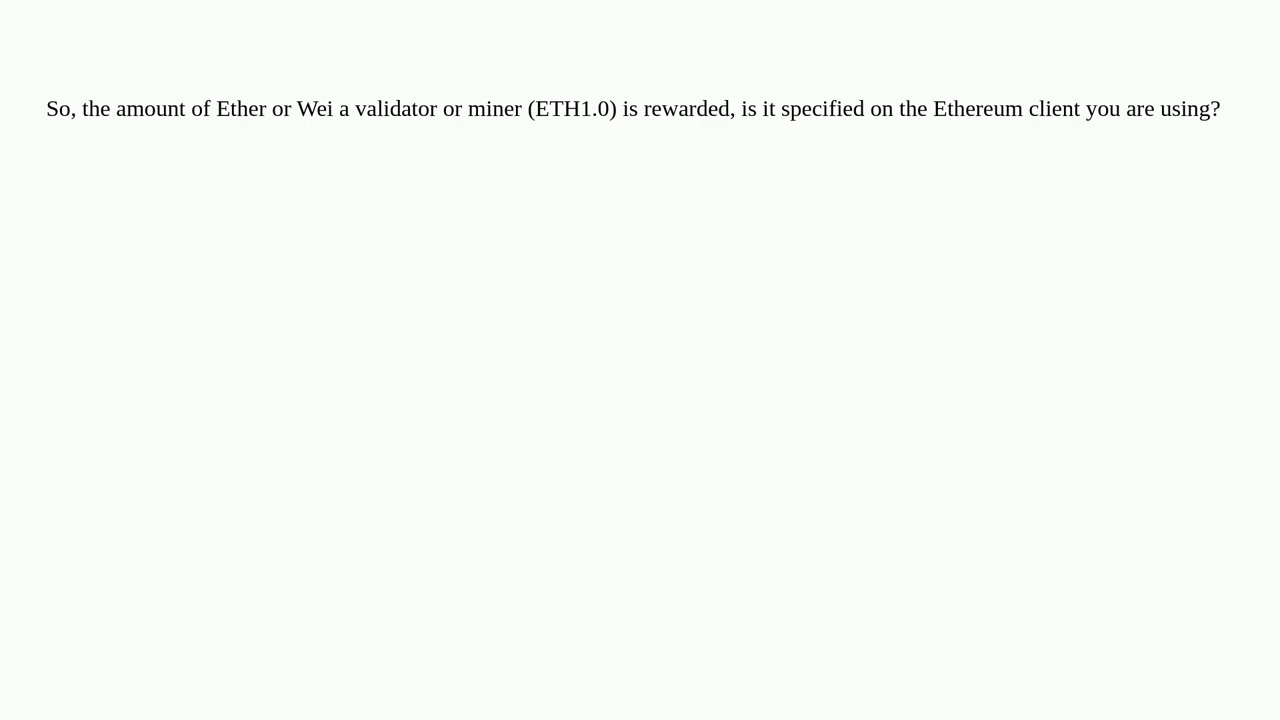 So, the amount of Ether or Wei a validator or miner (ETH1.0) is rewarded, is it specified on the Ethereum client you are using?